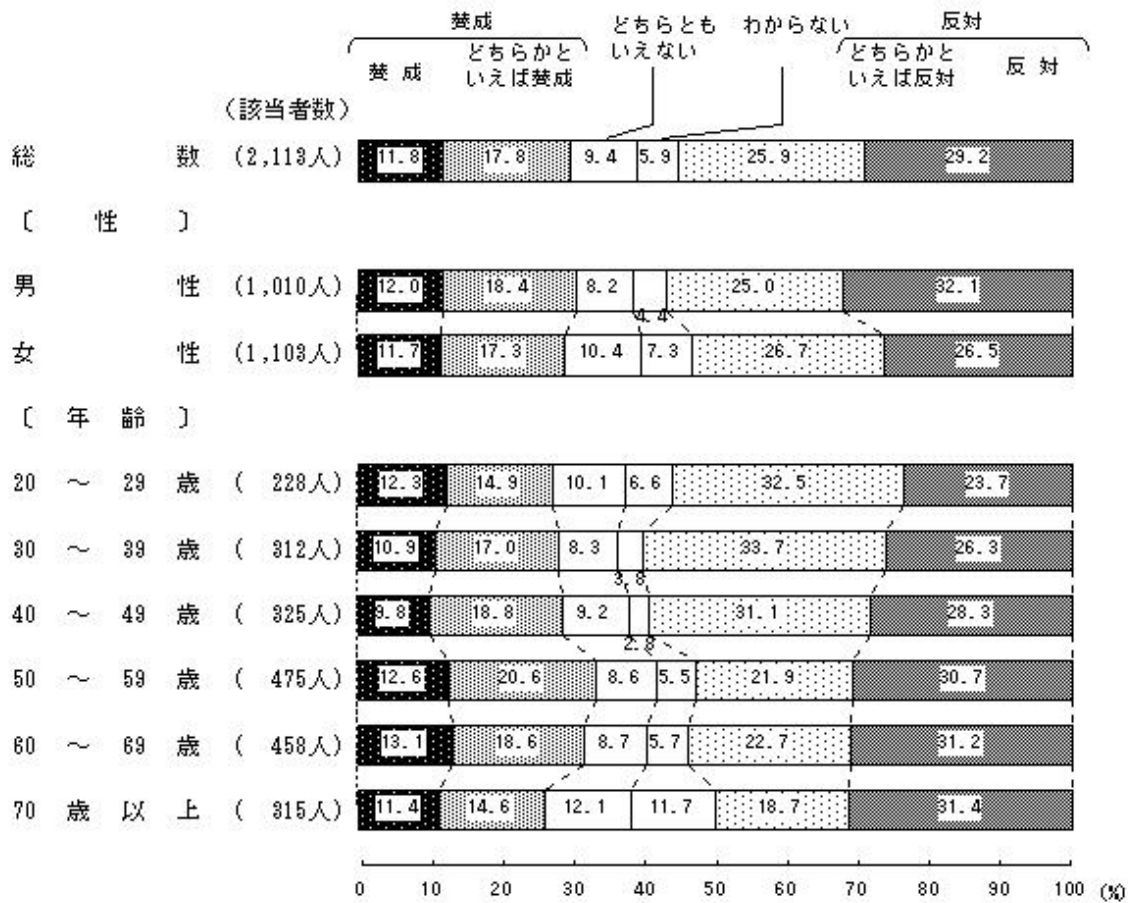 賛成 どちらとも わからない 反対
賛成 どちらかと いえない どちらかと 反対
いえば賛成 いえば反対
(該当者数)
総 数 (2,113人) 11.8 17.8 9.4 5.9 25.9 29.2
〔 性 〕
男 性 (1,010人) 12.0 18.4 8.2 4.4 25.0 32.1
女 性 (1,103人) 11.7 17.3 10.4 7.3 26.7 26.5
〔 年 齢 〕
20 ～ 29 歳 ( 228人) 12.3 14.9 10.1 6.6 32.5 23.7
30 ～ 39 歳 ( 312人) 10.9 17.0 8.3 3.8 33.7 26.3
40 ～ 49 歳 ( 325人) 9.8 18.8 9.2 2.8 31.1 28.3
50 ～ 59 歳 ( 475人) 12.6 20.6 8.6 5.5 21.9 30.7
60 ～ 69 歳 ( 458人) 13.1 18.6 8.7 5.7 22.7 31.2
70 歳 以 上 ( 315人) 11.4 14.6 12.1 11.7 18.7 31.4
0 10 20 30 40 50 60 70 80 90 100 (%)